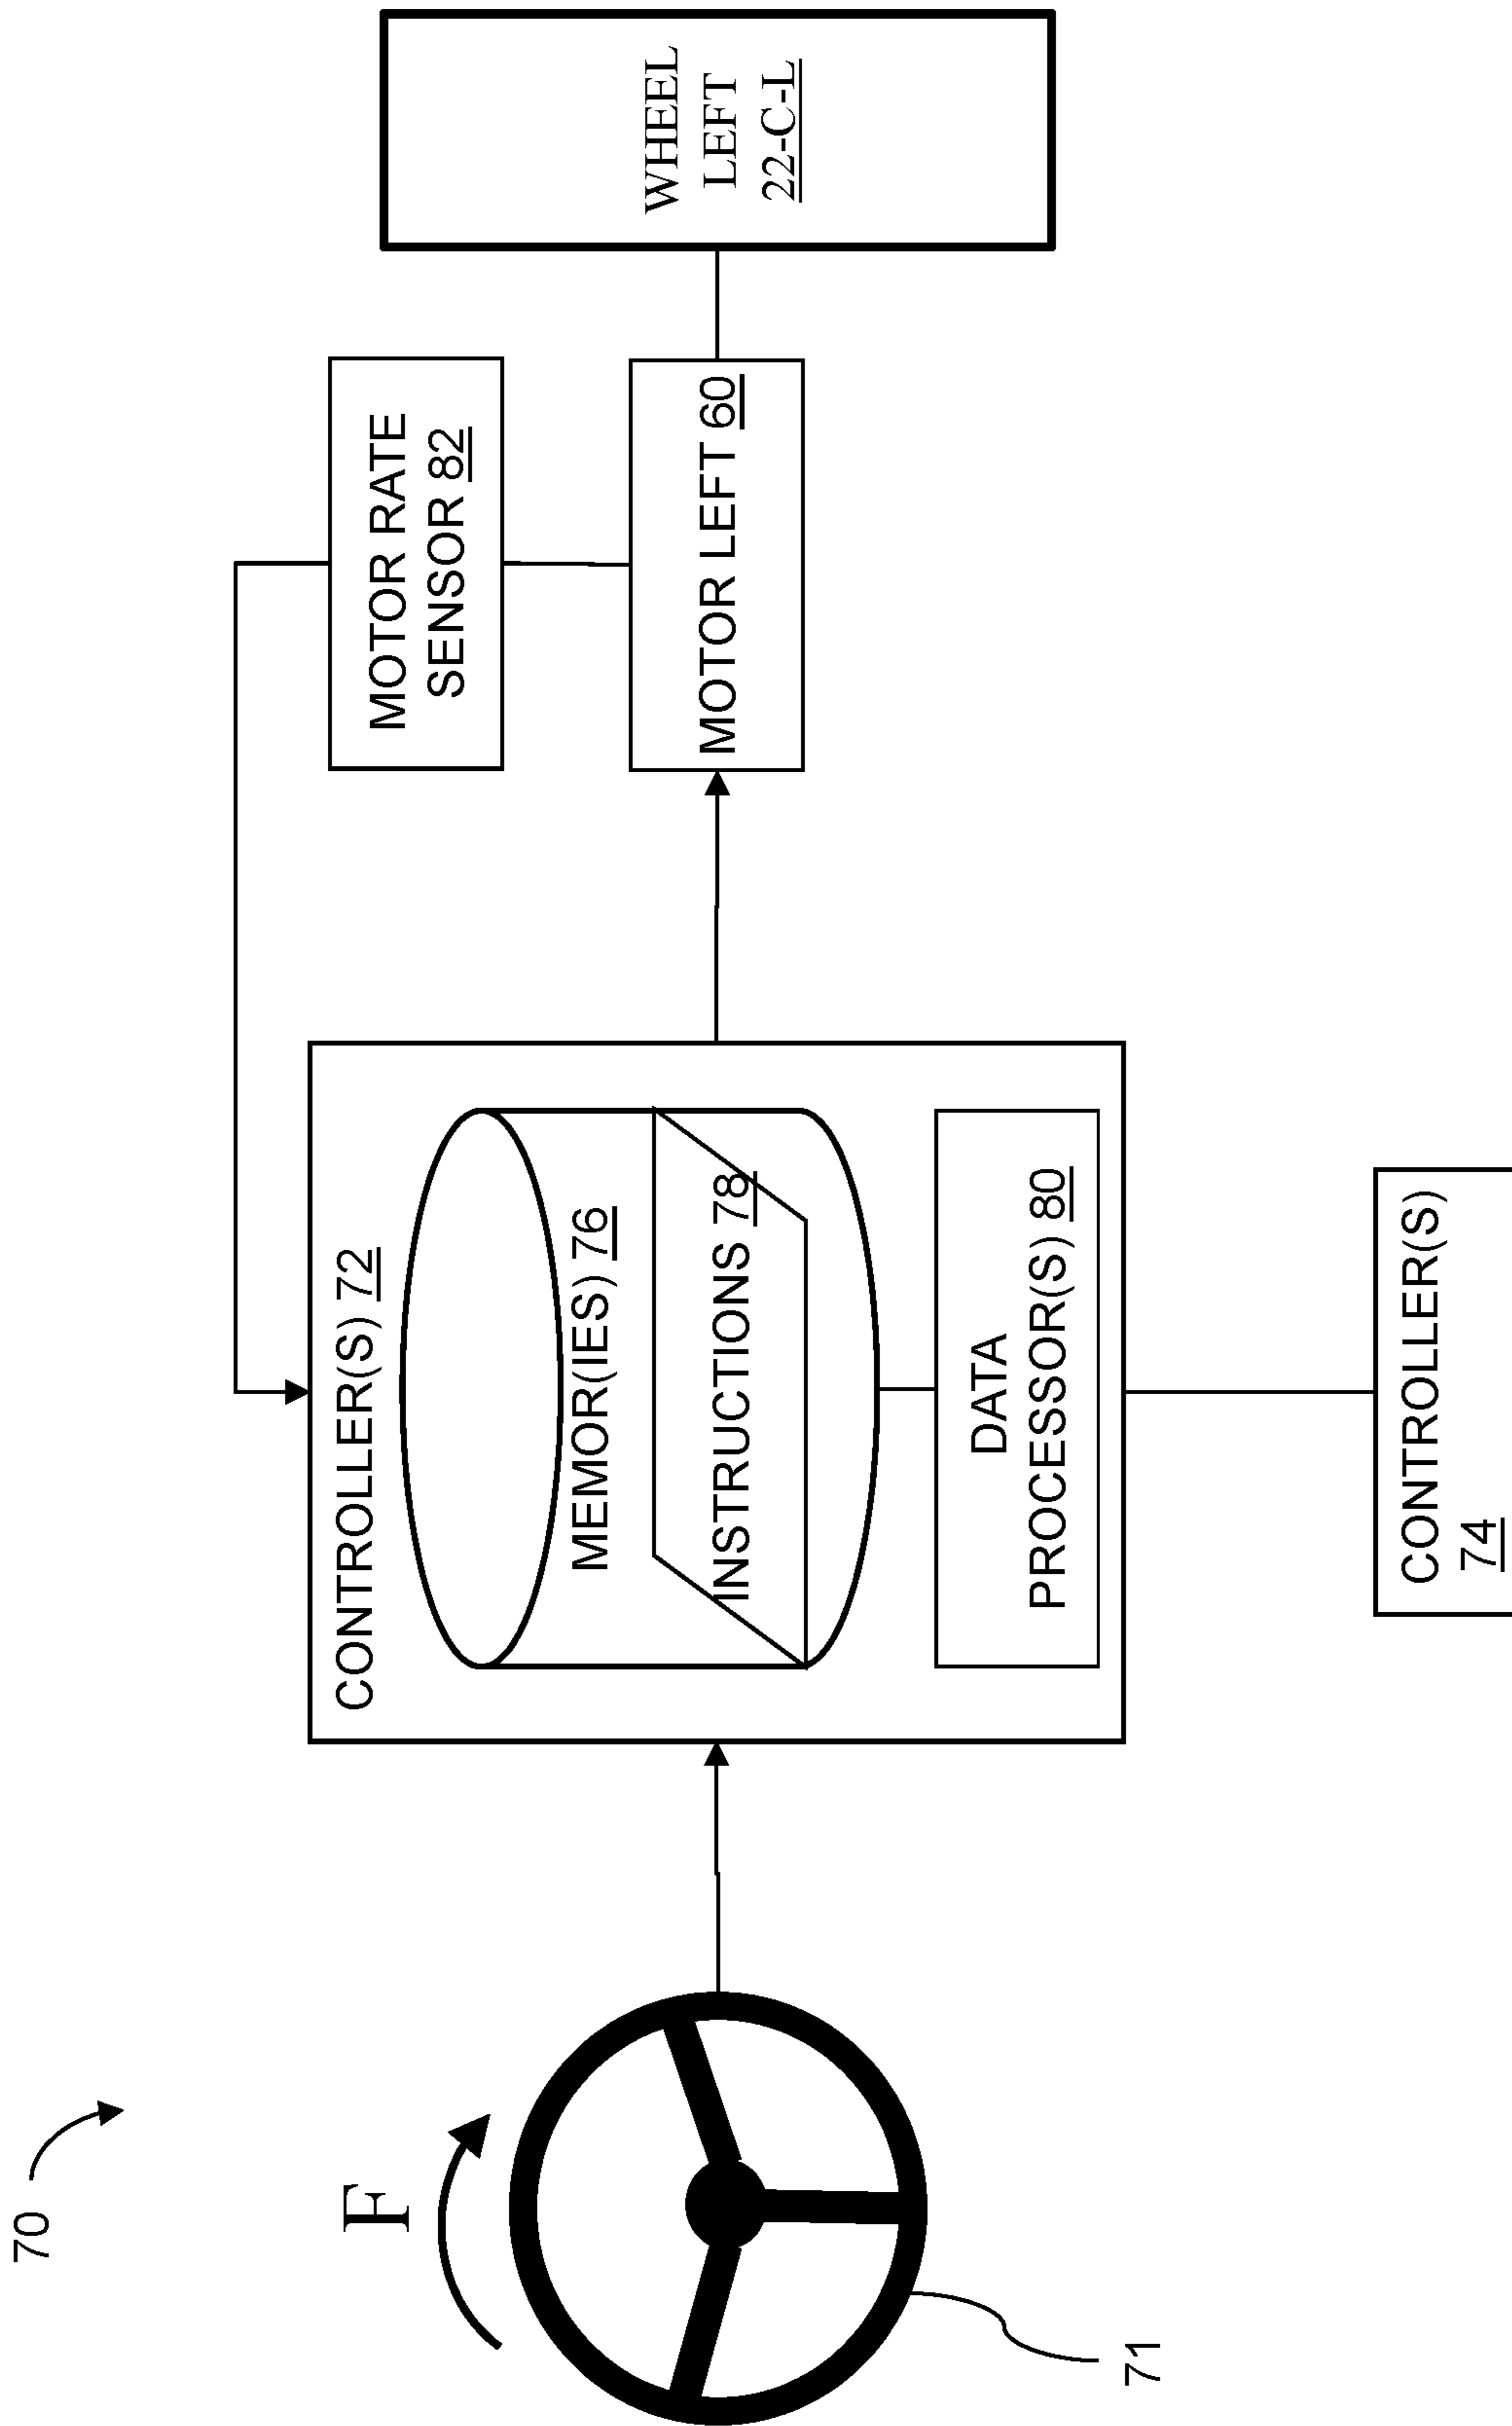 70
F
71
CONTROLLER(S) 72
MEMOR(IES) 76
INSTRUCTIONS 78
DATA
PROCESSOR(S) 80
CONTROLLER(S)
74
MOTOR RATE
SENSOR 82
MOTOR LEFT 60
WHEEL
LEFT
22-C-L